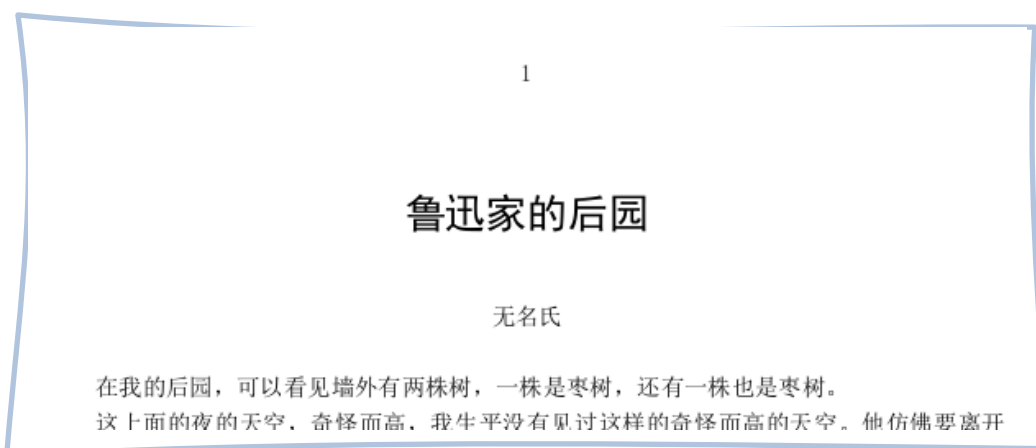 1
鲁迅家的后园
无名氏
在我的后园，可以看见墙外有两株树，一株是枣树，还有一株也是枣树。
这上面的夜的天空，奇怪而高，我生平没有见过这样的奇怪而高的天空。他仿佛要离开